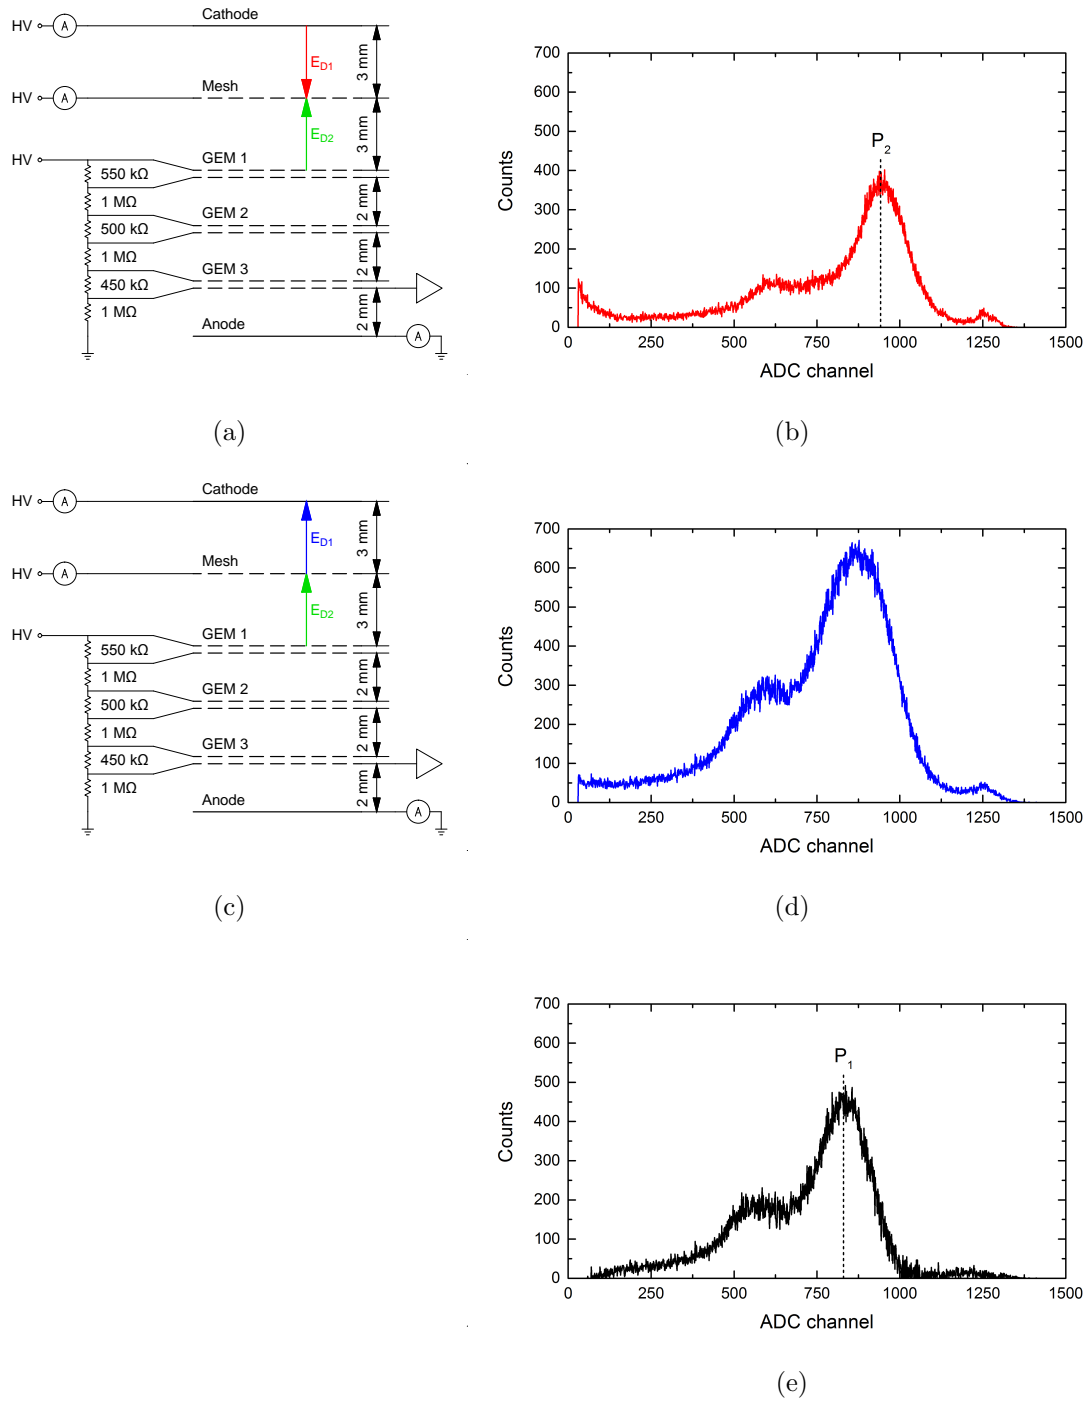 HV
A
Cathode
E_D1
3 mm
HV
A
Mesh
E_D2
3 mm
HV
GEM 1
550 kΩ
1 MΩ
2 mm
GEM 2
500 kΩ
1 MΩ
2 mm
GEM 3
450 kΩ
1 MΩ
2 mm
Anode
A
(a)
700
600
500
400
300
200
100
0
Counts
P_2
0 250 500 750 1000 1250 1500
ADC channel
(b)
HV
A
Cathode
E_D1
3 mm
HV
A
Mesh
E_D2
3 mm
HV
GEM 1
550 kΩ
1 MΩ
2 mm
GEM 2
500 kΩ
1 MΩ
2 mm
GEM 3
450 kΩ
1 MΩ
2 mm
Anode
A
(c)
700
600
500
400
300
200
100
0
Counts
0 250 500 750 1000 1250 1500
ADC channel
(d)
700
600
500
400
300
200
100
0
Counts
P_1
0 250 500 750 1000 1250 1500
ADC channel
(e)